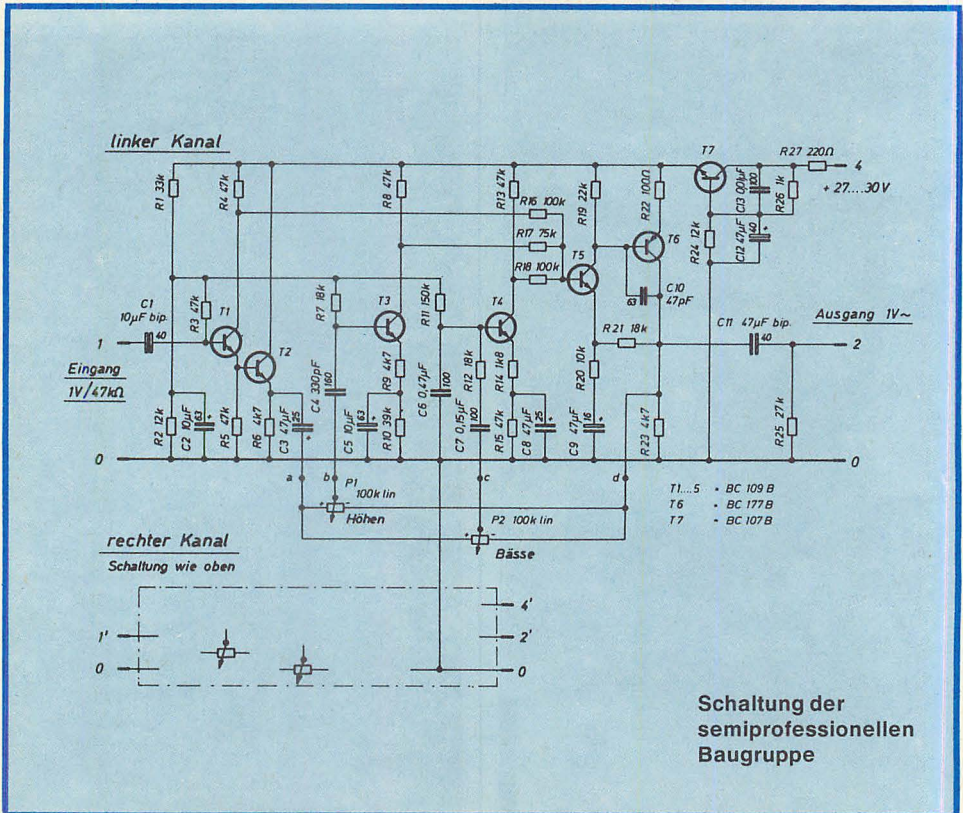 linker Kanal
T7
R27 220Ω
4
+ 27....30 V
R1 33k
R4 47k
R8 47k
R13 47k
R16 100k
R17 75k
R18 100k
R19 22k
R22 100Ω
C13 0,01µF
100
R26 1k
T6
R24 12k
C12 47µF
40
T5
C10
47pF
63
C1
10µF bip.
40
R3 47k
T1
R7 18k
T3
R11 150k
T4
R21 18k
C11 47µF bip.
40
Ausgang 1V~
1
2
Eingang
1V/47kΩ
T2
C4 330pF
160
R9 4k7
C6 0,47µF
100
R12 18k
R14 1k8
R20 10k
R2 12k
C2 10µF
63
R5 47k
R6 4k7
C3 47µF
25
C5 10µF
63
R10 39k
C7 0,15µF
100
R15 47k
C8 47µF
25
C9 47µF
16
R23 4k7
R25 27k
0
0
a
b
c
d
P1
100k lin
Höhen
P2 100k lin
Bässe
T1....5 - BC 109 B
T6 - BC 177 B
T7 - BC 107 B
rechter Kanal
Schaltung wie oben
1'
0
4'
2'
0
Schaltung der
semiprofessionellen
Baugruppe